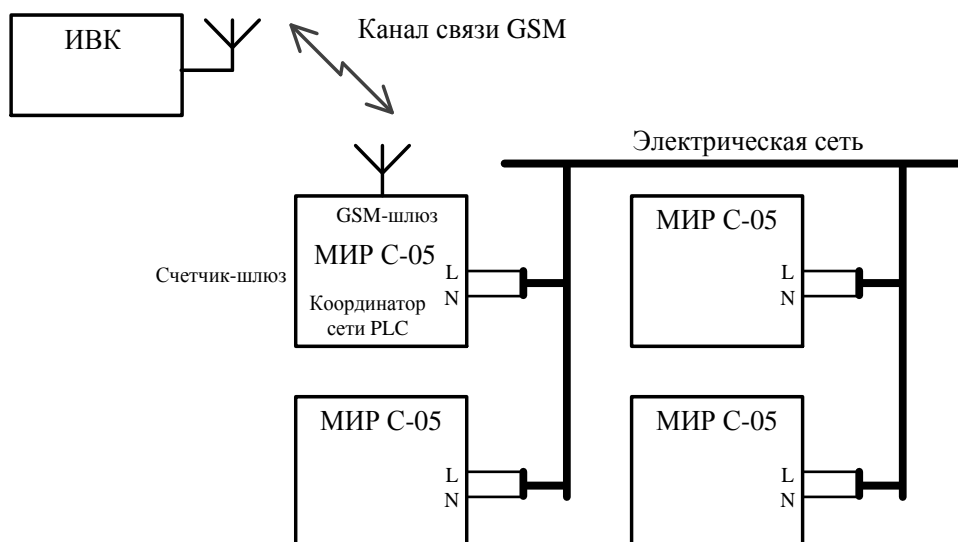 ИВК
Канал связи GSM
Электрическая сеть
GSM-шлюз
МИР С-05
Счетчик-шлюз
L
N
Координатор
сети PLC
МИР С-05
L
N
МИР С-05
L
N
МИР С-05
L
N